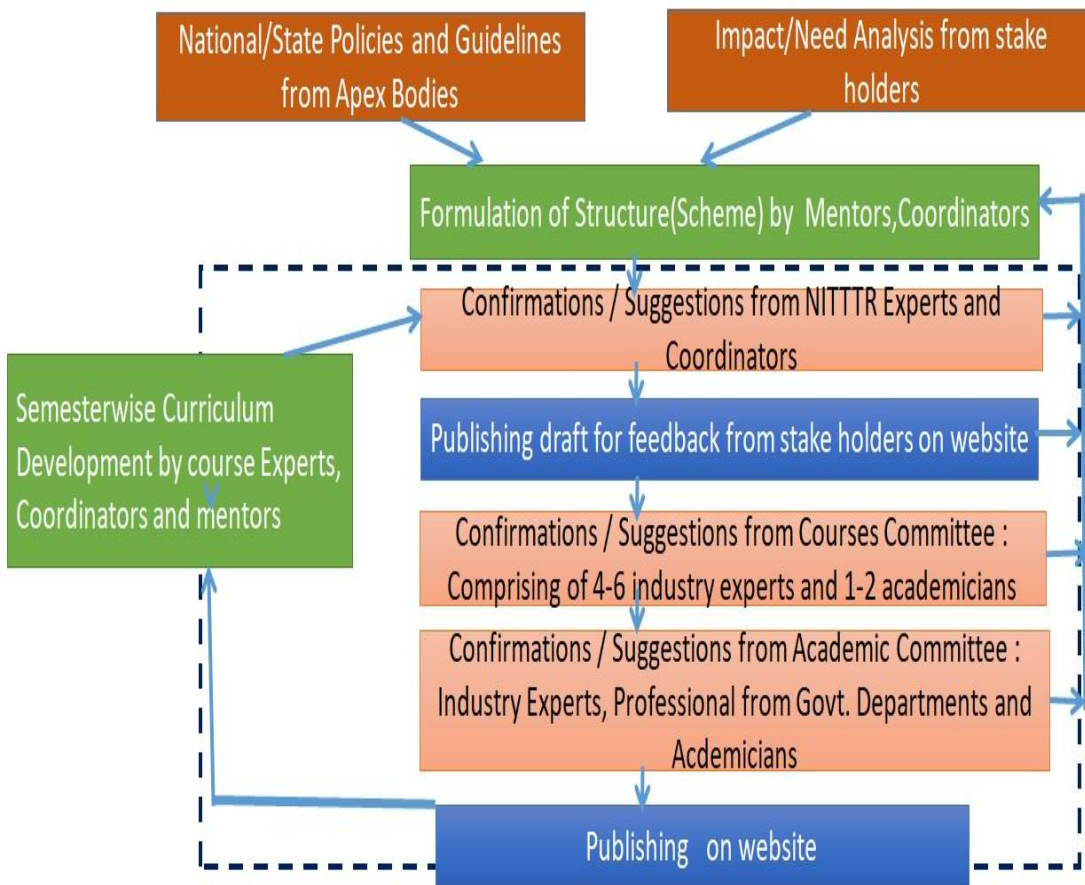 National/State Policies and Guidelines
from Apex Bodies
Impact/Need Analysis from stake
holders
Formulation of Structure(Scheme) by Mentors,Coordinators
Confirmations / Suggestions from NITTTR Experts and
Coordinators
Semesterwise Curriculum
Development by course Experts,
Coordinators and mentors
Publishing draft for feedback from stake holders on website
Confirmations / Suggestions from Courses Committee :
Comprising of 4-6 industry experts and 1-2 academicians
Confirmations / Suggestions from Academic Committee :
Industry Experts, Professional from Govt. Departments and
Acdemicians
Publishing on website